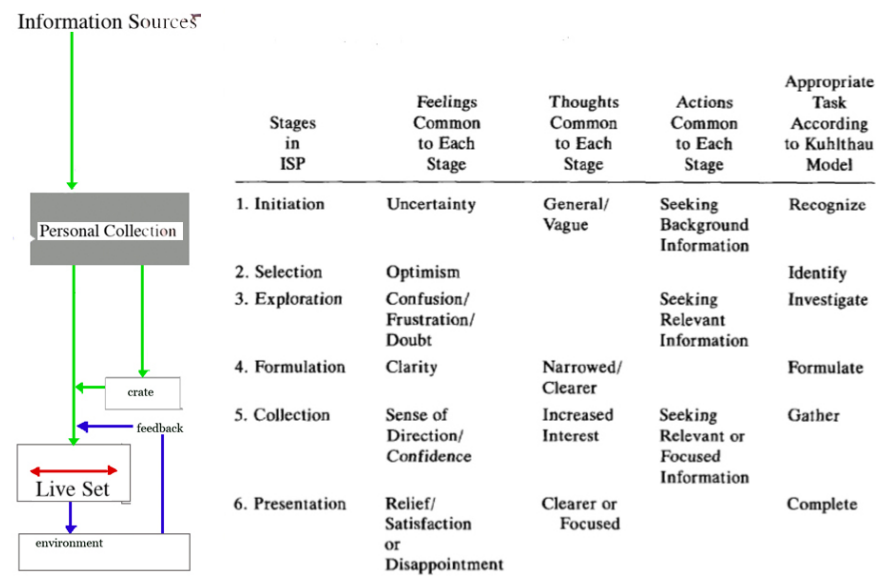 Information Sources
Personal Collection
crate
feedback
Live Set
environment
Stages
in
ISP
Feelings
Common
to Each
Stage
Thoughts
Common
to Each
Stage
Actions
Common
to Each
Stage
Appropriate
Task
According
to Kuhlthau
Model
1. Initiation
Uncertainty
General/
Vague
Seeking
Background
Information
Recognize
2. Selection
Optimism
Identify
3. Exploration
Confusion/
Frustration/
Doubt
Seeking
Relevant
Information
Investigate
4. Formulation
Clarity
Narrowed/
Clearer
Formulate
5. Collection
Sense of
Direction/
Confidence
Increased
Interest
Seeking
Relevant or
Focused
Information
Gather
6. Presentation
Relief/
Satisfaction
or
Disappointment
Clearer or
Focused
Complete